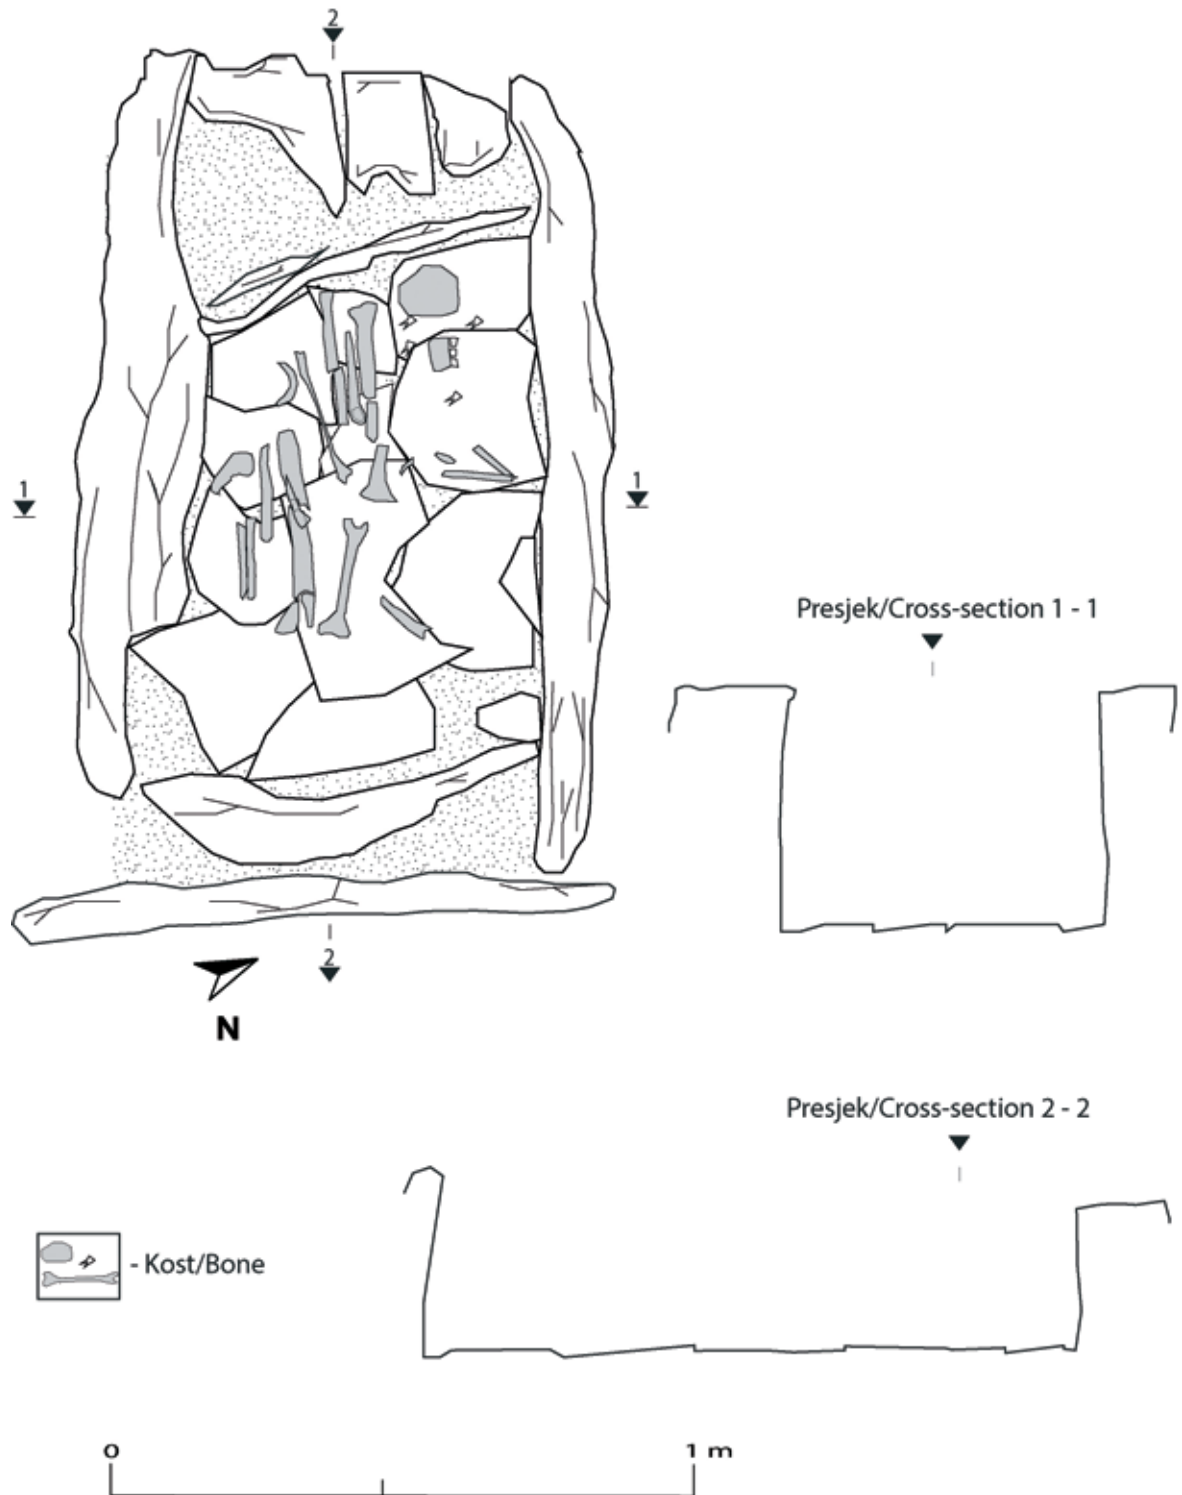 2
1
1
Presjek/Cross-section 1 - 1
2
N
Presjek/Cross-section 2 - 2
- Kost/Bone
0 1 m